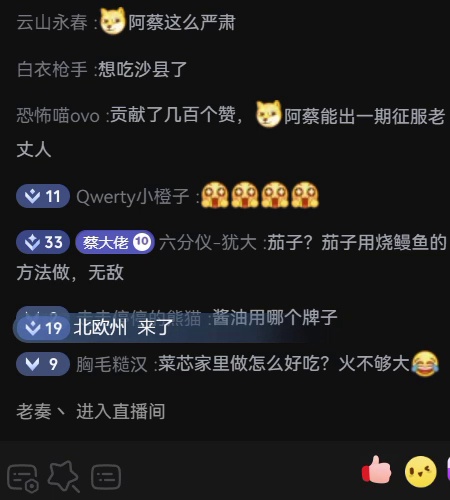 云山永春 :阿蔡这么严肃
白衣枪手 :想吃沙县了
恐怖喵ovo :贡献了几百个赞，阿蔡能出一期征服老
丈人
11 Qwerty小橙子 :
33 蔡大佬 10 六分仪-犹大 :茄子？茄子用烧鳗鱼的
方法做，无敌
的熊猫 :酱油用哪个牌子
19 北欧州 来了
9 胸毛糙汉 :菜芯家里做怎么好吃？火不够大
老奏丶 进入直播间